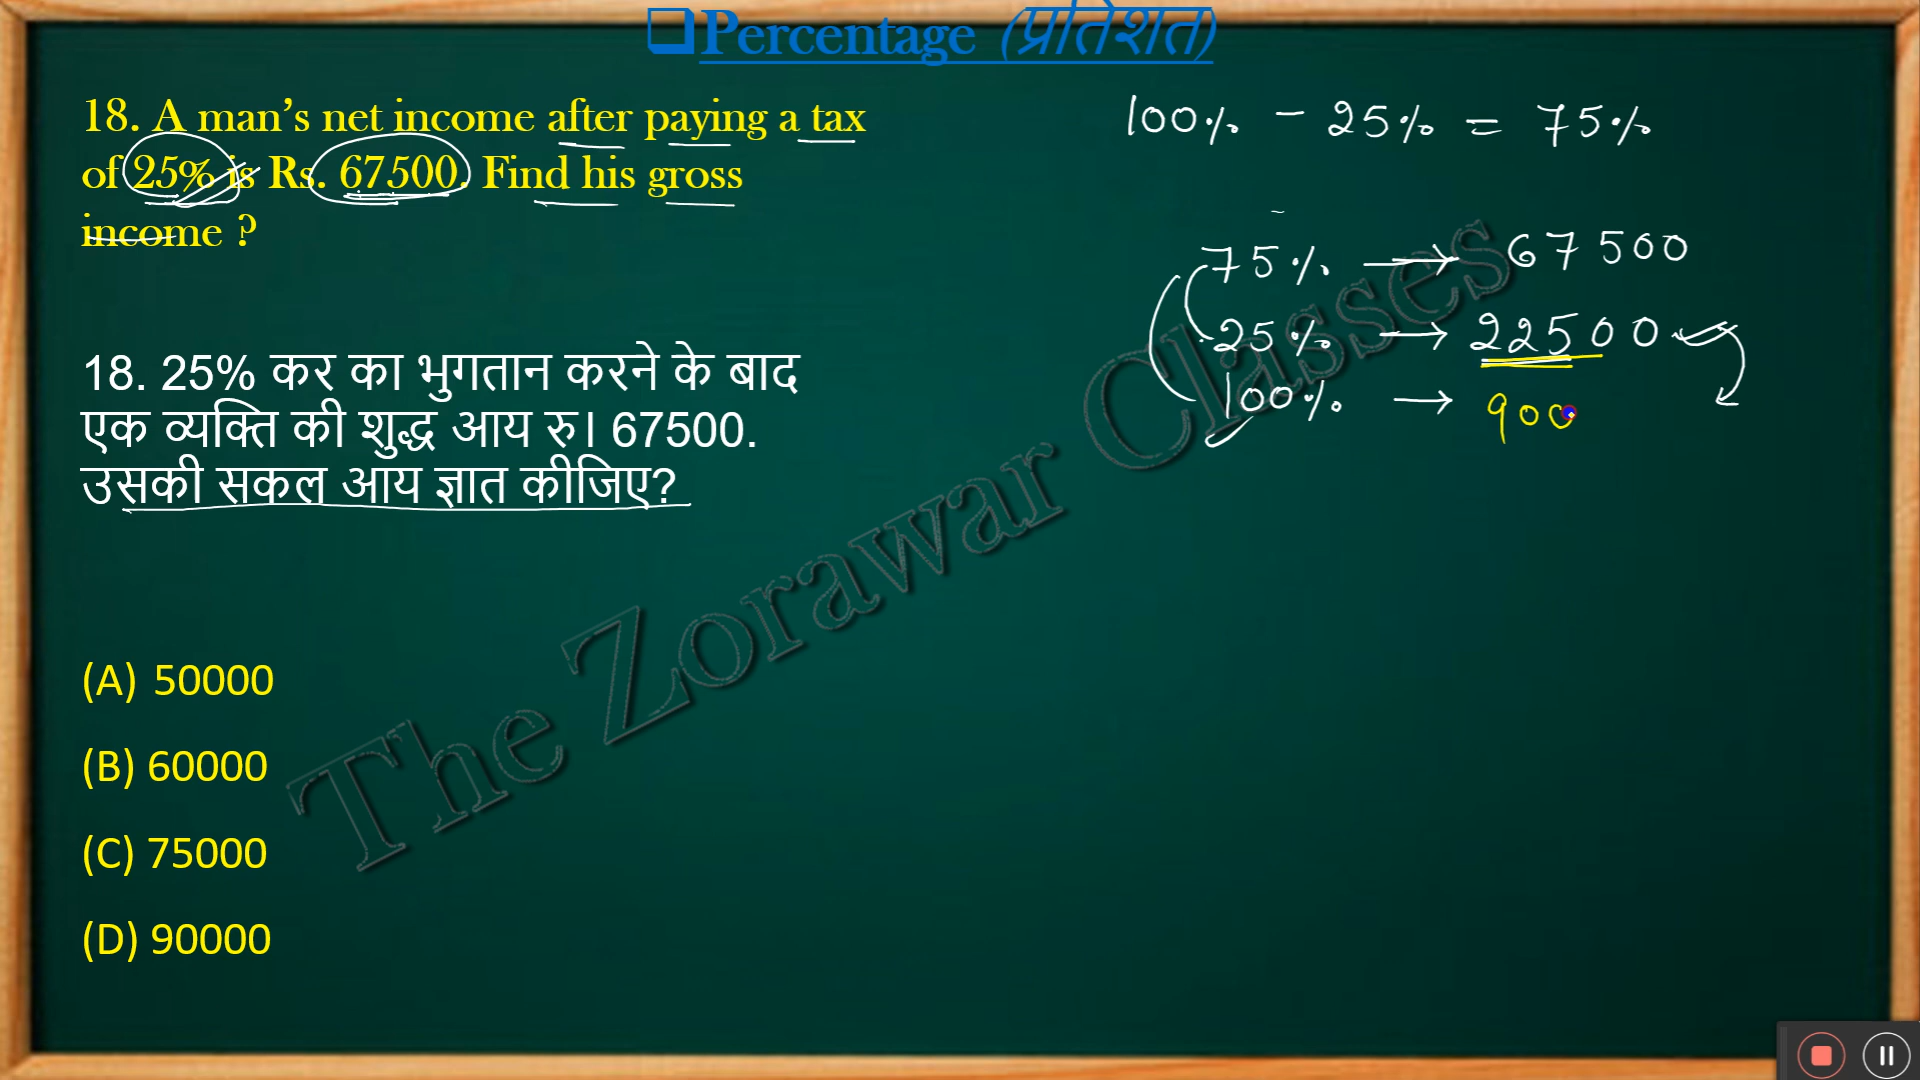 Percentage (प्रतिशत)
18. A man’s net income after paying a tax
of 25% is Rs. 67500. Find his gross
income ?
18. 25% कर का भुगतान करने के बाद
एक व्यक्ति की शुद्ध आय रु। 67500.
उसकी सकल आय ज्ञात कीजिए?
(A) 50000
(B) 60000
(C) 75000
(D) 90000
100% - 25% = 75%
75% → 67500
25% → 22500
100% → 900
The Zorawar Classes